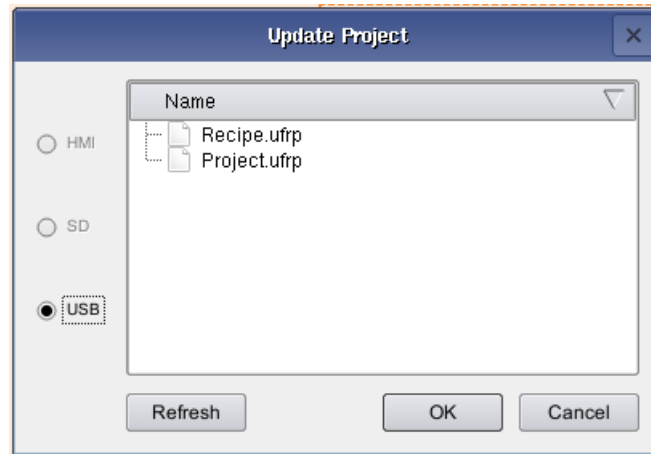 Update Project
Name
HMI
Recipe.ufrp
Project.ufrp
SD
USB
Refresh
OK
Cancel